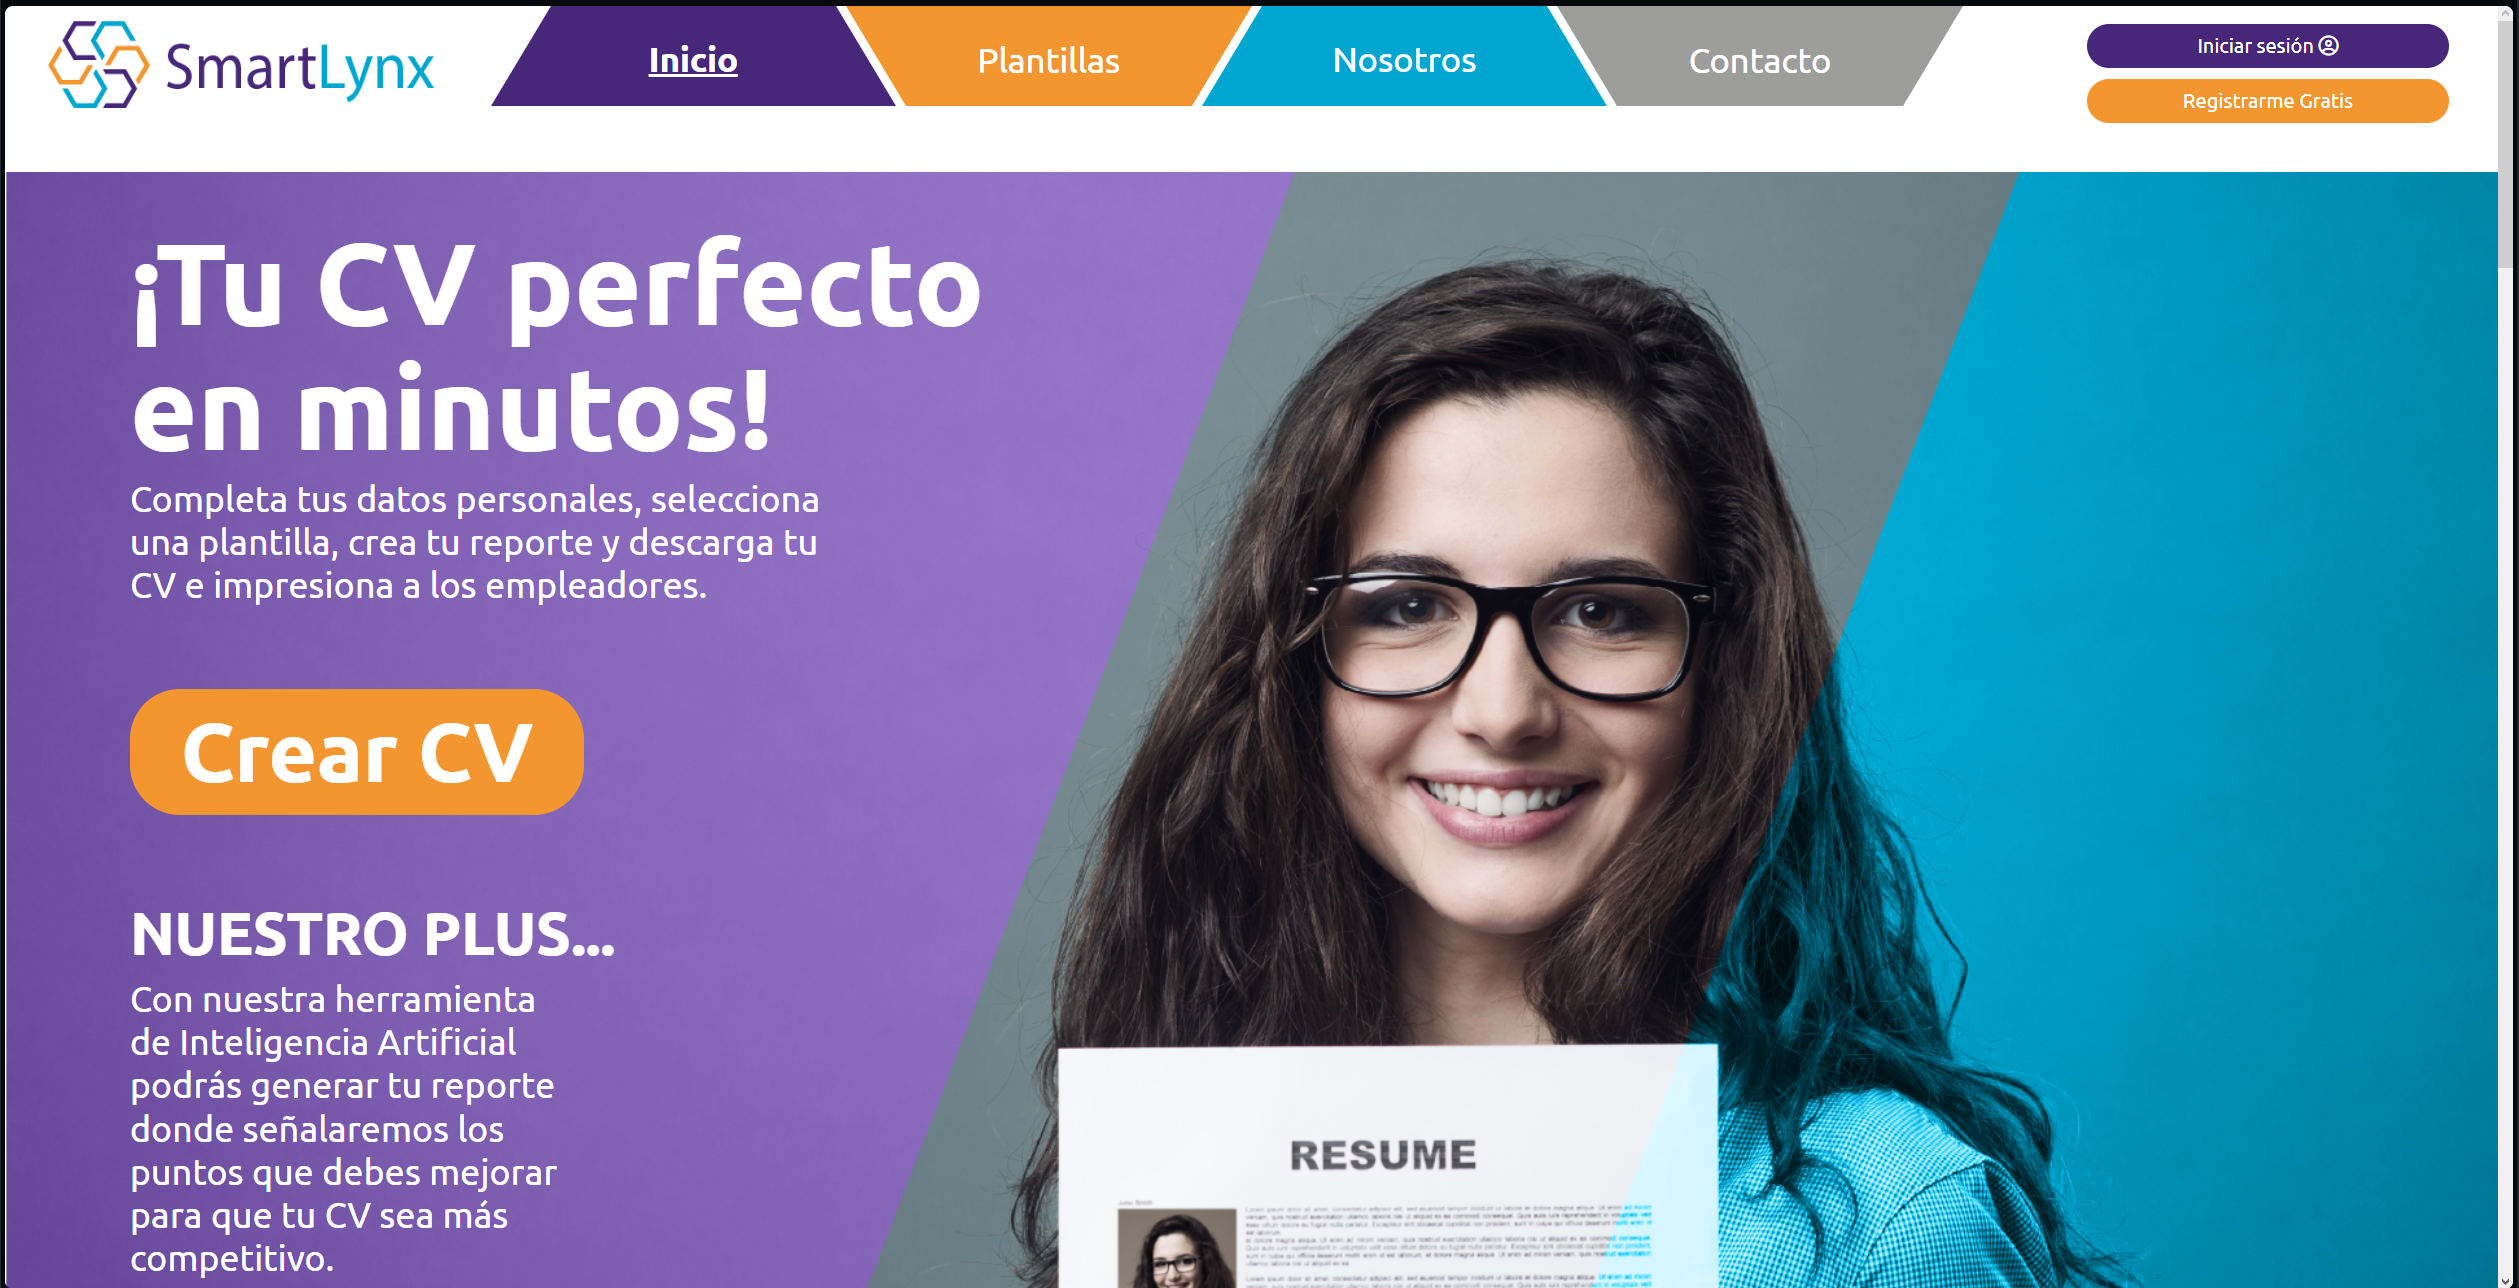 SmartLynx
Inicio
Plantillas
Nosotros
Contacto
Iniciar sesión
Registrarme Gratis
¡Tu CV perfecto
en minutos!
Completa tus datos personales, selecciona
una plantilla, crea tu reporte y descarga tu
CV e impresiona a los empleadores.
Crear CV
NUESTRO PLUS...
Con nuestra herramienta
de Inteligencia Artificial
podrás generar tu reporte
donde señalaremos los
puntos que debes mejorar
para que tu CV sea más
competitivo.
RESUME